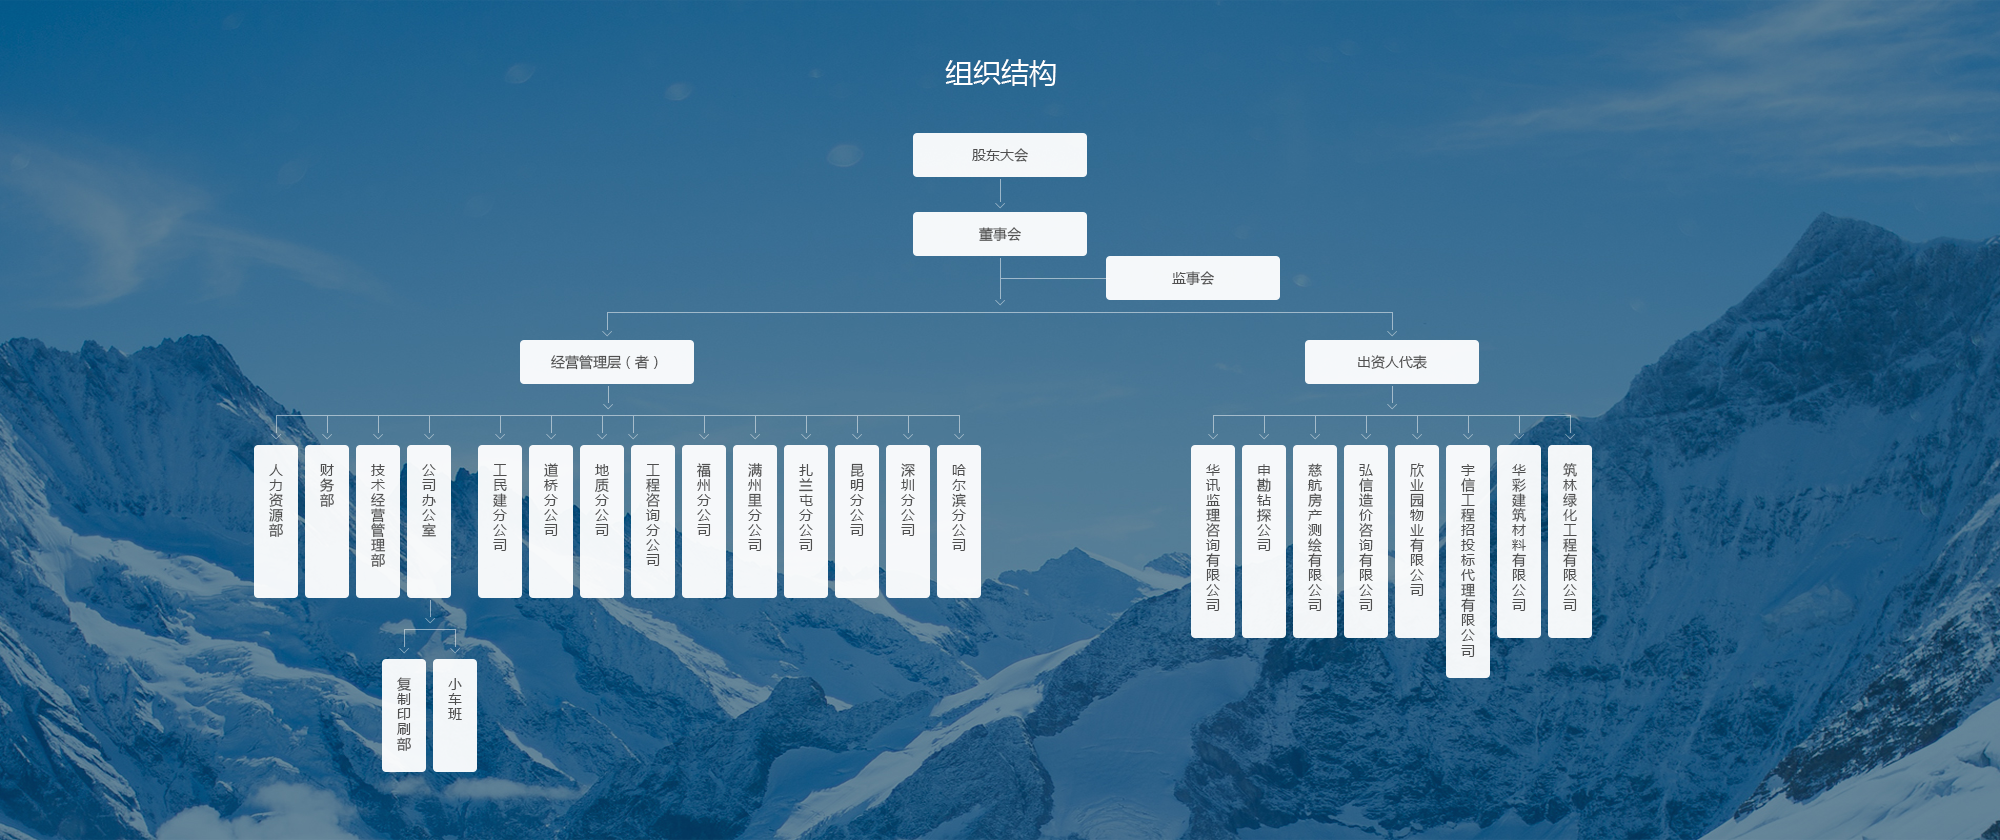 组织结构
股东大会
董事会
监事会
经营管理层（者）
出资人代表
人力资源部
财务部
技术经营管理部
公司办公室
工民建分公司
道桥分公司
地质分公司
工程咨询分公司
福州分公司
满州里分公司
扎兰屯分公司
昆明分公司
深圳分公司
哈尔滨分公司
华讯监理咨询有限公司
申勘钻探公司
慈航房产测绘有限公司
弘信造价咨询有限公司
欣业园物业有限公司
宇信工程招投标代理有限公司
华彩建筑材料有限公司
筑林绿化工程有限公司
复制印刷部
小车班